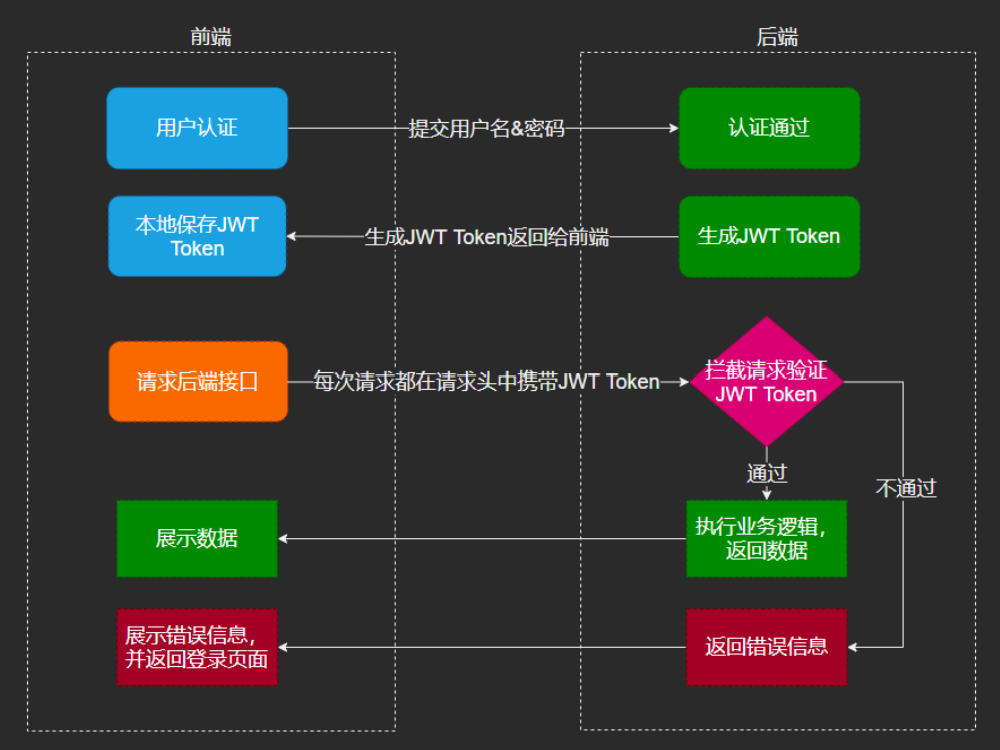 前端
后端
用户认证
提交用户名&密码
认证通过
本地保存JWT
Token
生成JWT Token返回给前端
生成JWT Token
请求后端接口
每次请求都在请求头中携带JWT Token
拦截请求验证
JWT Token
通过
不通过
展示数据
执行业务逻辑，
返回数据
展示错误信息，
并返回登录页面
返回错误信息